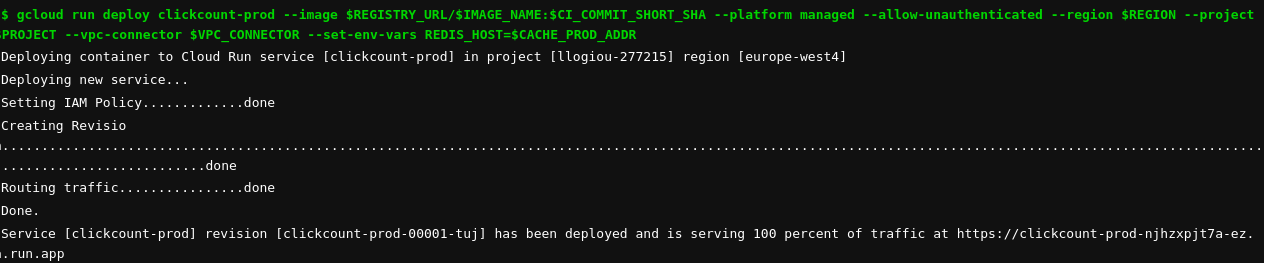 $ gcloud run deploy clickcount-prod --image $REGISTRY_URL/$IMAGE_NAME:$CI_COMMIT_SHORT_SHA --platform managed --allow-unauthenticated --region $REGION --project
$PROJECT --vpc-connector $VPC_CONNECTOR --set-env-vars REDIS_HOST=$CACHE_PROD_ADDR
Deploying container to Cloud Run service [clickcount-prod] in project [llogiou-277215] region [europe-west4]
Deploying new service...
Setting IAM Policy.............done
Creating Revisio
n.................................................................................................................................................................
..........................done
Routing traffic................done
Done.
Service [clickcount-prod] revision [clickcount-prod-00001-tuj] has been deployed and is serving 100 percent of traffic at https://clickcount-prod-njhzxpjt7a-ez.
a.run.app